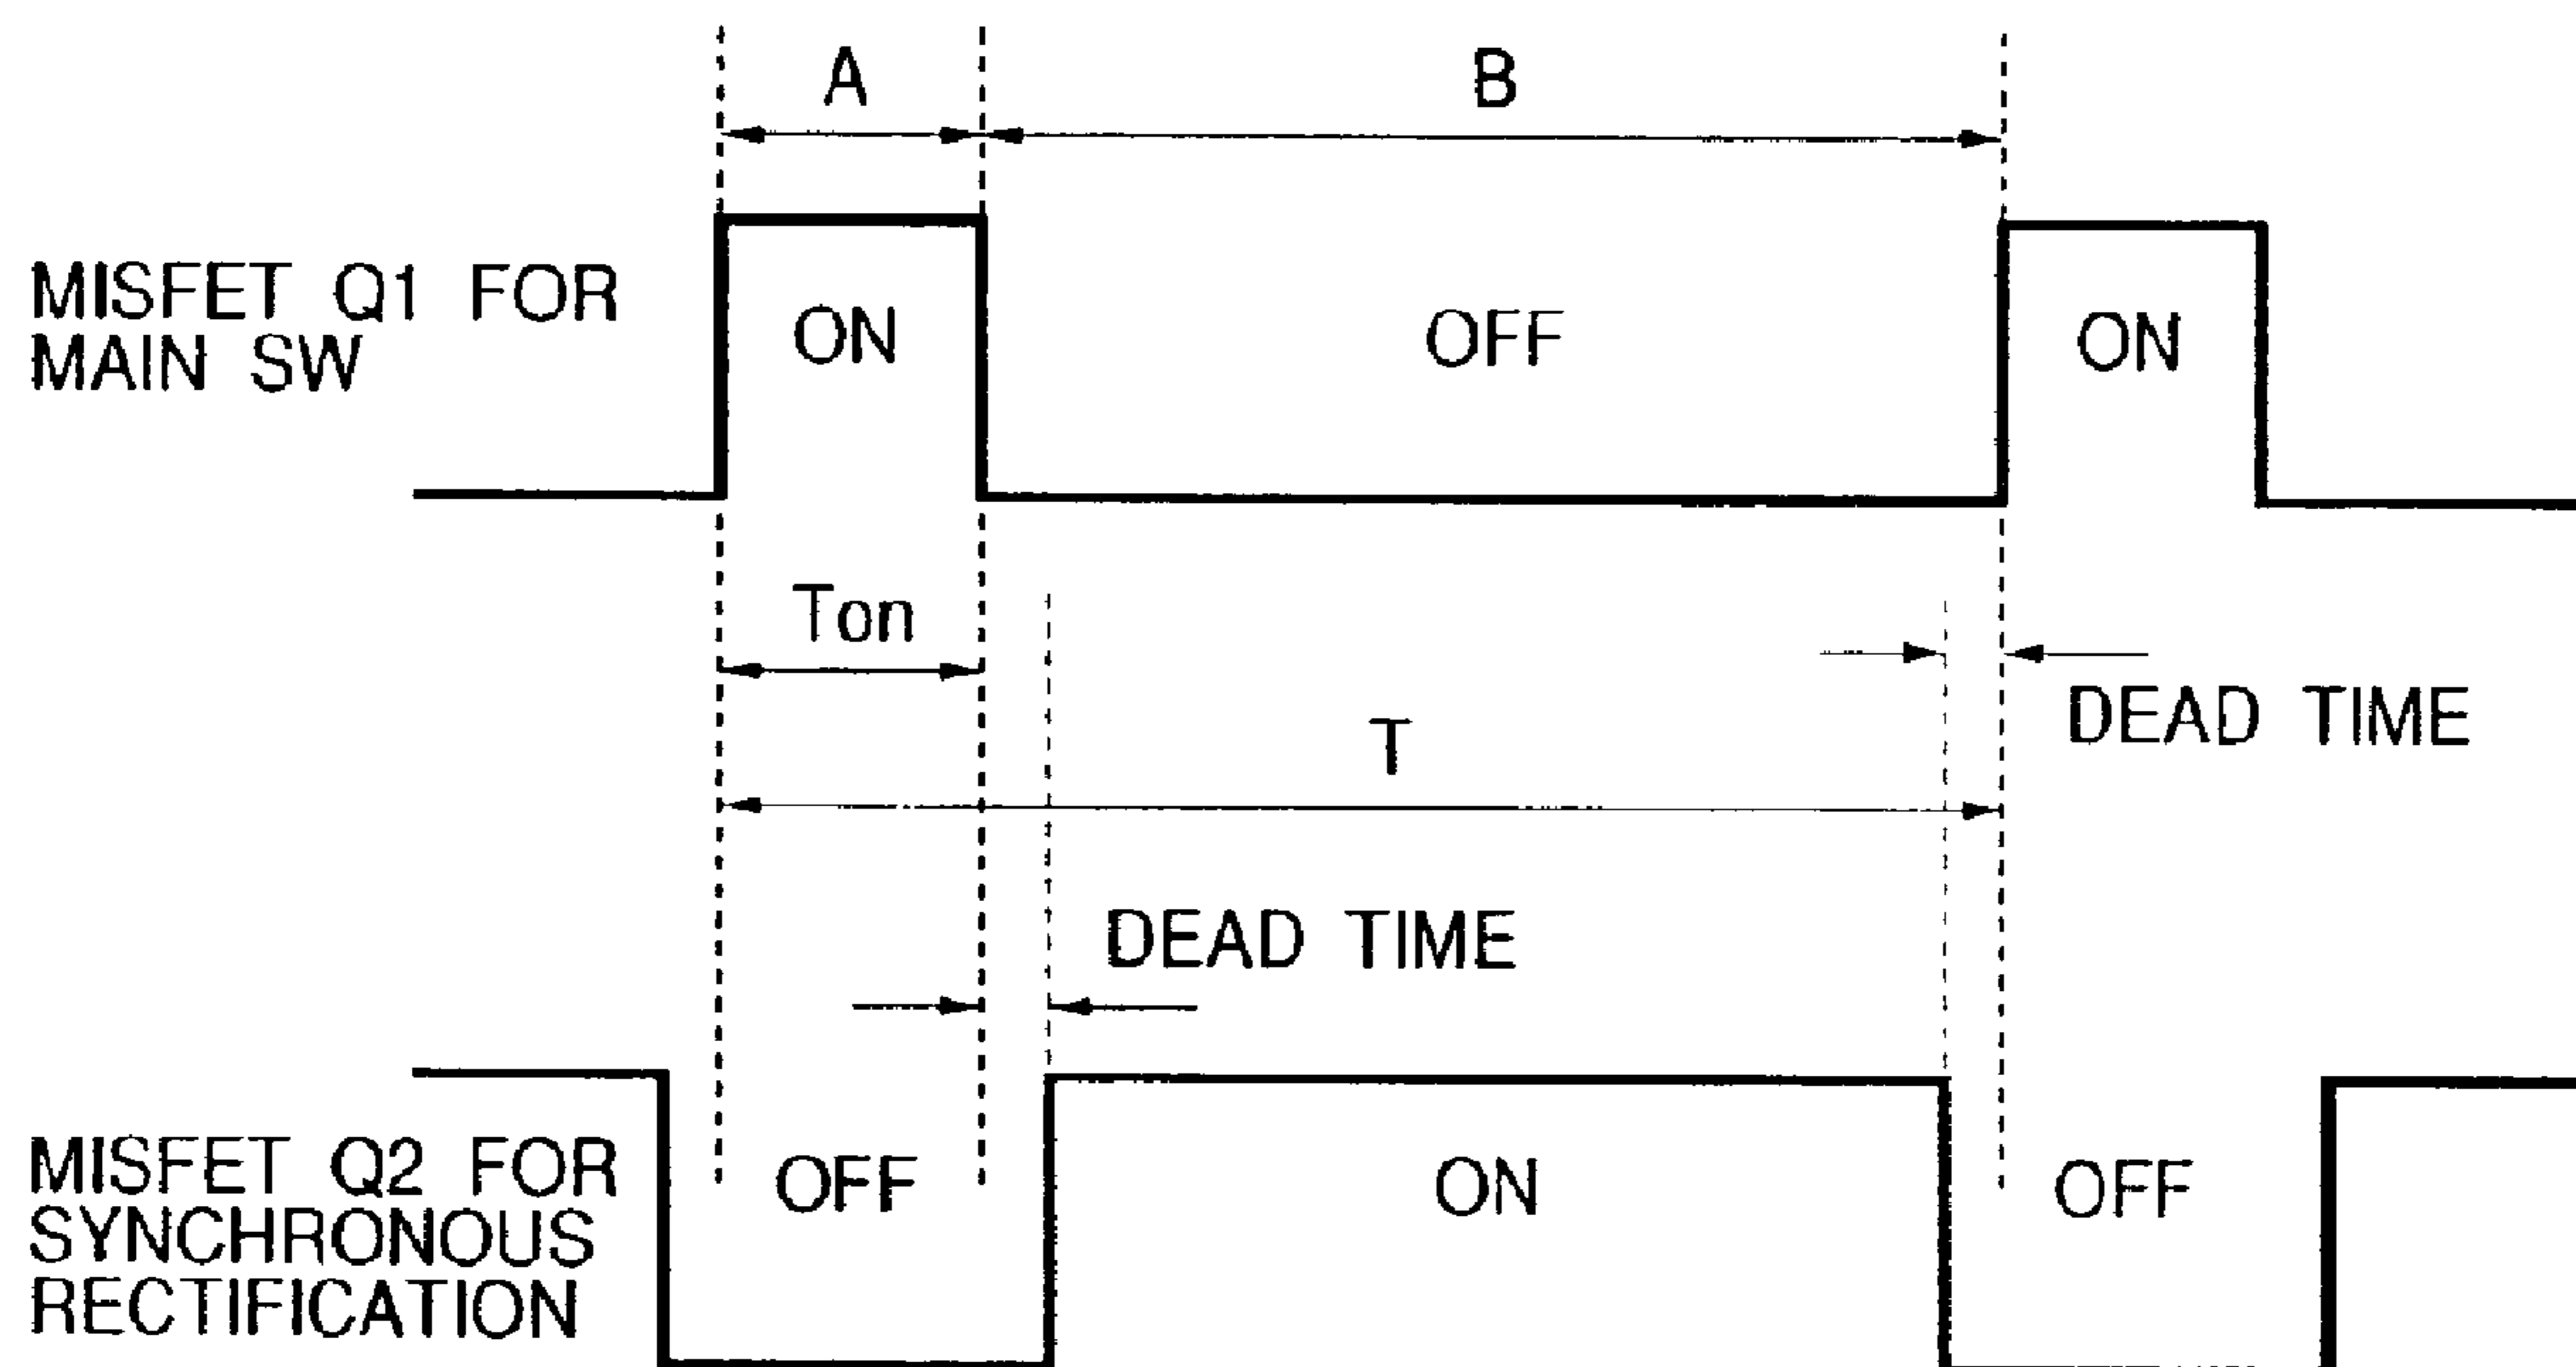 A
B
MISFET Q1 FOR
MAIN SW
ON
OFF
ON
Ton
DEAD TIME
T
DEAD TIME
MISFET Q2 FOR
SYNCHRONOUS
RECTIFICATION
OFF
ON
OFF